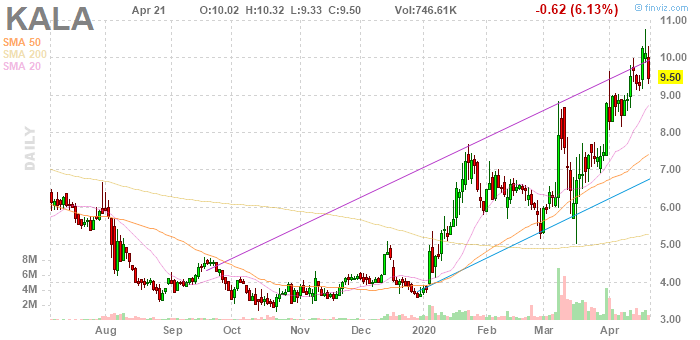 KALA Apr 21 O:10.02 H:10.32 L:9.33 C:9.50 Vol:746.61K -0.62 (6.13%) © finviz.com
SMA 50
SMA 200
SMA 20
DAILY
11.00
10.00
9.50
9.00
8.00
7.00
6.00
5.00
4.00
3.00
8M
6M
4M
2M
Aug Sep Oct Nov Dec 2020 Feb Mar Apr